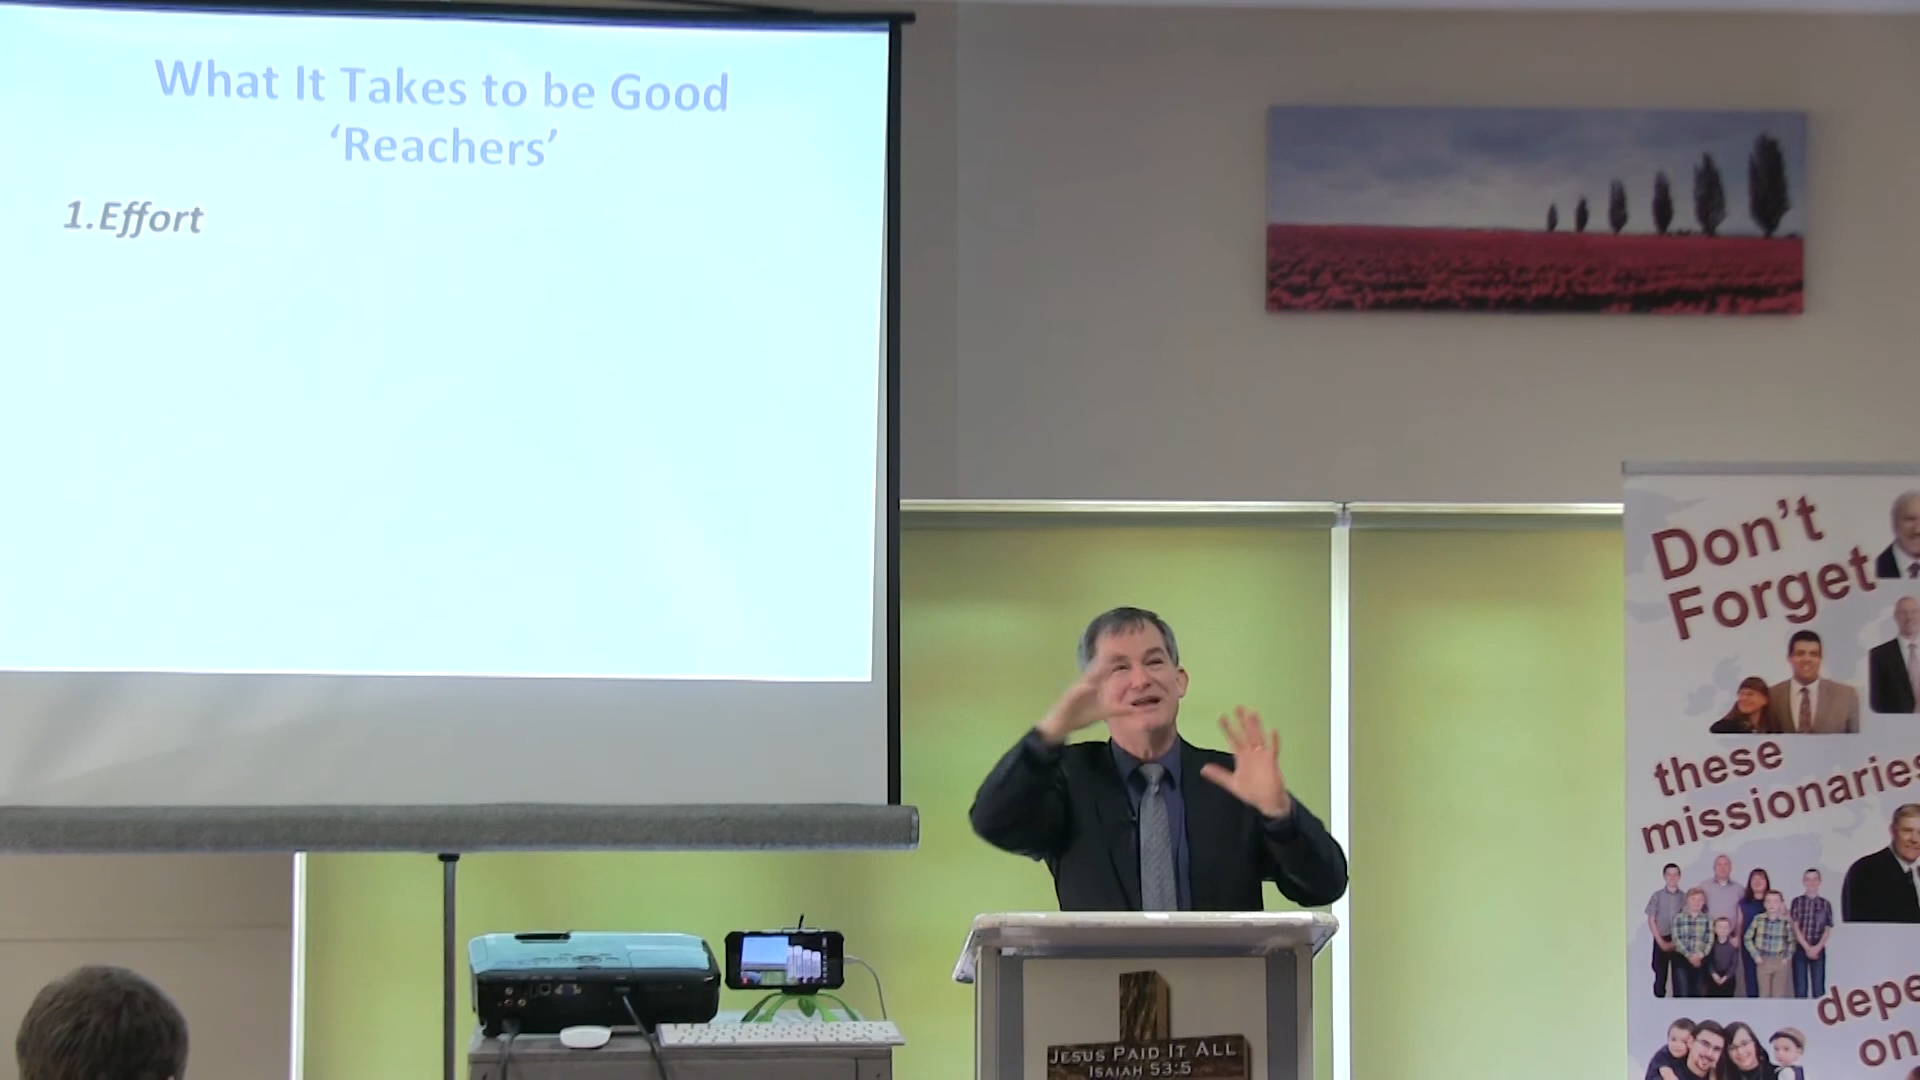 What It Takes to be Good
‘Reachers’
1.Effort
Don't
Forget
these
missionaries
on
JESUS PAID IT ALL
ISAIAH 53:5